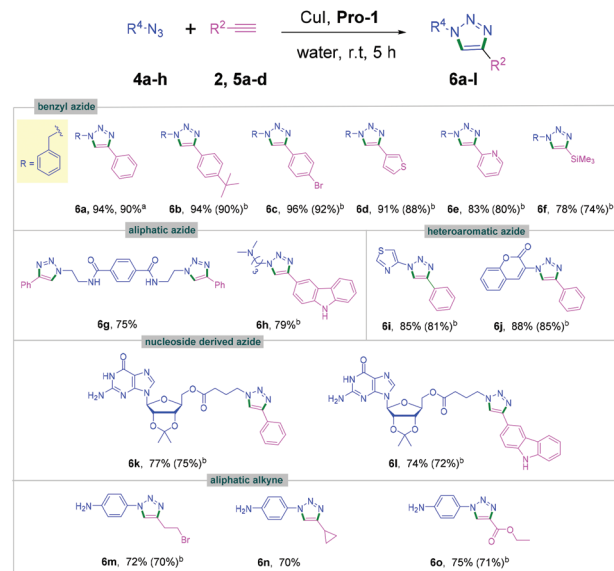 R4-N3 + R2 CuI, Pro-1 R4 N N N
water, r.t, 5 h R2
4a-h 2, 5a-d 6a-l
benzyl azide
R = R N N N R N N N R N N N R N N N R N N N R N N N
Br S N SiMe3
6a, 94%, 90%a 6b, 94% (90%)b 6c, 96% (92%)b 6d, 91% (88%)b 6e, 83% (80%)b 6f, 78% (74%)b
aliphatic azide heteroaromatic azide
Ph N N N NH O O HN N N N Ph
6g, 75% 6h, 79%b 6i 6j
85% (81%)b 88% (85%)b
nucleoside derived azide
6k 6l
77% (75%)b 74% (72%)b
aliphatic alkyne
H2N N N N Br H2N N N N H2N N N N O O
6m 6n 6o
72% (70%)b 70% 75% (71%)b